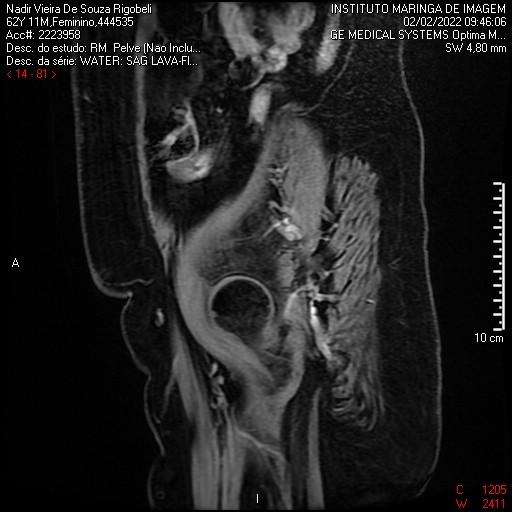 Nadir Vieira De Souza Rigobeli
62Y 11M,Feminino,444535
Acc#: 2223958
Desc. do estudo: RM Pelve (Nao Inclu...
Desc. da série: WATER: SAG LAVA-Fl...
< 14 - 81 >
INSTITUTO MARINGA DE IMAGEM
02/02/2022 09:46:06
GE MEDICAL SYSTEMS Optima M...
SW 4,80 mm
A
10 cm
I
C 1205
W 2411